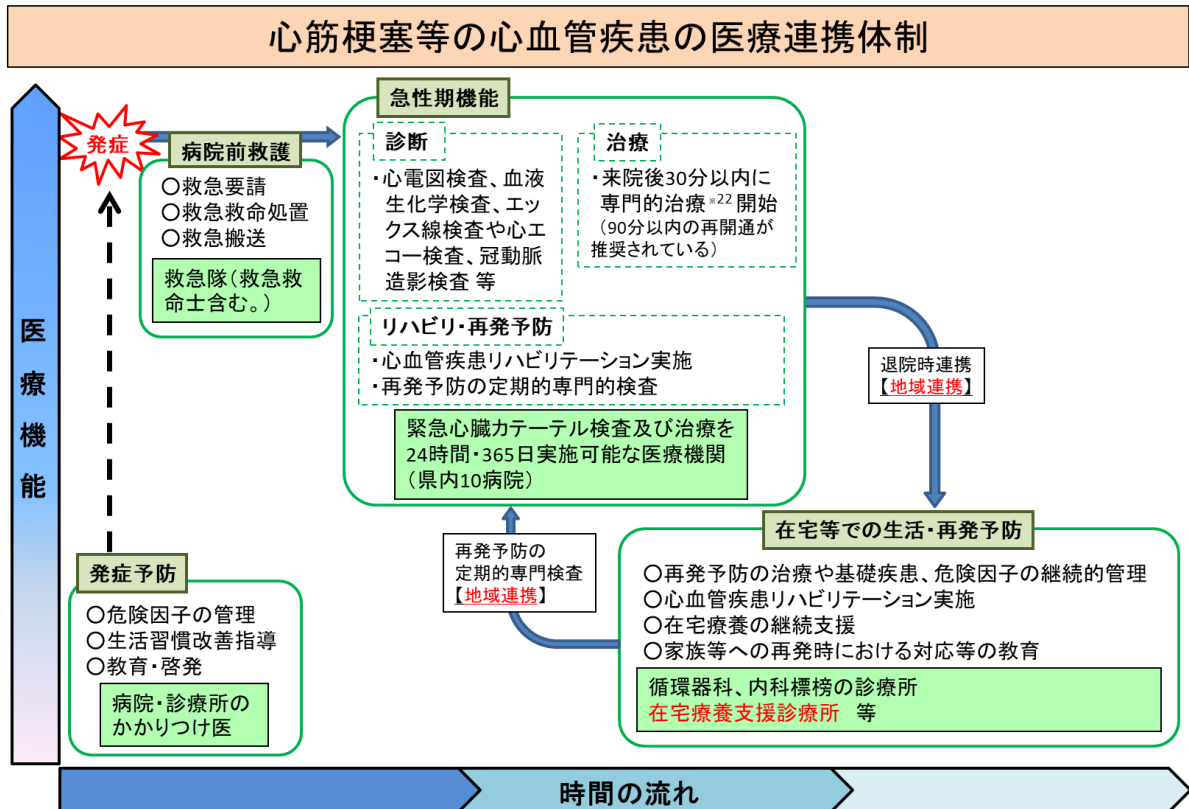 心筋梗塞等の心血管疾患の医療連携体制
医療機能
発症
病院前救護
○救急要請
○救急救命処置
○救急搬送
救急隊（救急救
命士含む。）
急性期機能
診断
・心電図検査、血液
生化学検査、エッ
クス線検査や心エ
コー検査、冠動脈
造影検査 等
治療
・来院後30分以内に
専門的治療※22 開始
（90分以内の再開通が
推奨されている）
リハビリ・再発予防
・心血管疾患リハビリテーション実施
・再発予防の定期的専門的検査
緊急心臓カテーテル検査及び治療を
24時間・365日実施可能な医療機関
（県内10病院）
退院時連携
【地域連携】
再発予防の
定期的専門検査
【地域連携】
発症予防
○危険因子の管理
○生活習慣改善指導
○教育・啓発
病院・診療所の
かかりつけ医
在宅等での生活・再発予防
○再発予防の治療や基礎疾患、危険因子の継続的管理
○心血管疾患リハビリテーション実施
○在宅療養の継続支援
○家族等への再発時における対応等の教育
循環器科、内科標榜の診療所
在宅療養支援診療所 等
時間の流れ